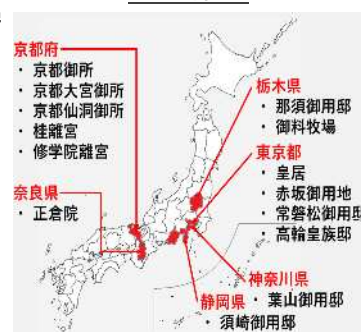 京都府
・京都御所
・京都大宮御所
・京都仙洞御所
・桂離宮
・修学院離宮
奈良県
・正倉院
栃木県
・那須御用邸
・御料牧場
東京都
・皇居
・赤坂御用地
・常磐松御用邸
・高輪皇族邸
神奈川県
・葉山御用邸
静岡県
・須崎御用邸